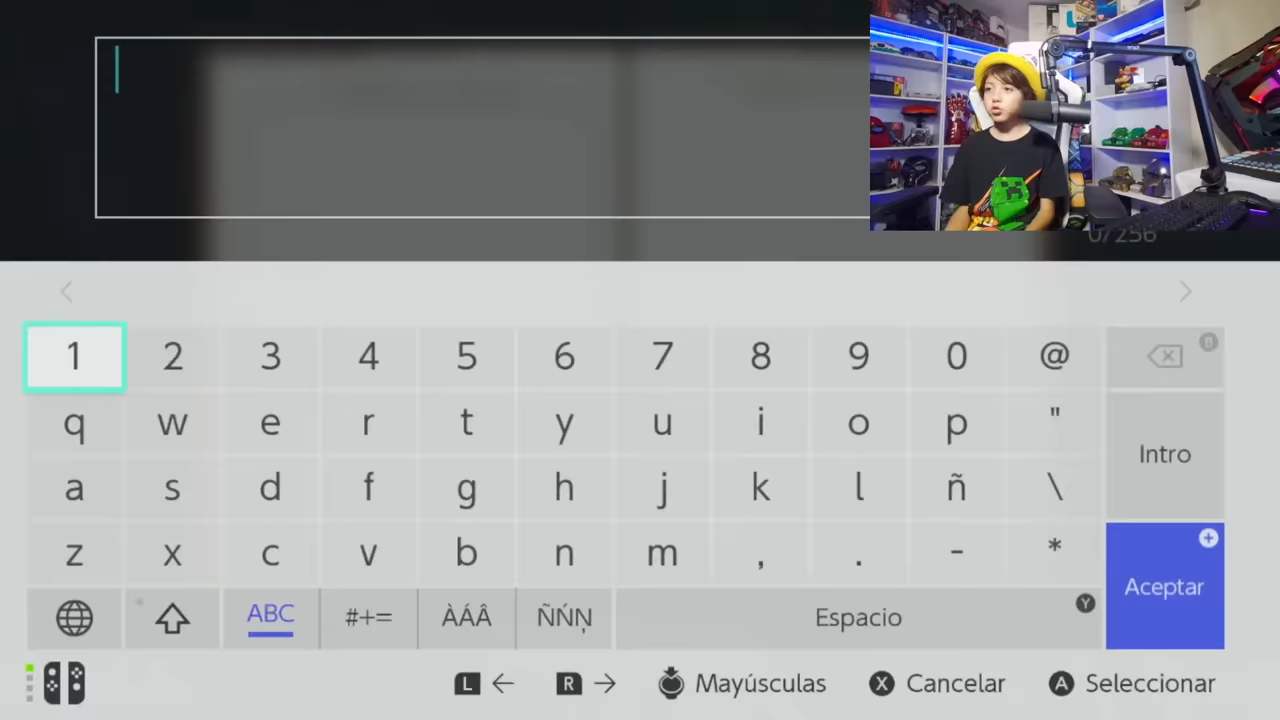 0/256
1 2 3 4 5 6 7 8 9 0 @
q w e r t y u i o p "
Intro
a s d f g h j k l ñ \
z x c v b n m , . - *
Aceptar
ABC #+= ÀÁÂ ÑŃŅ Espacio Y
L ← R → Mayúsculas X Cancelar A Seleccionar